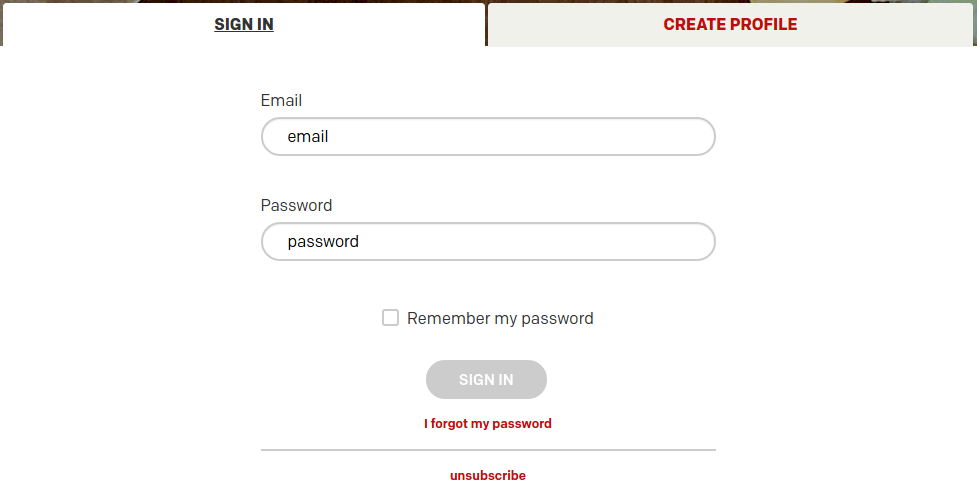 SIGN IN
CREATE PROFILE
Email
email
Password
password
Remember my password
SIGN IN
I forgot my password
unsubscribe